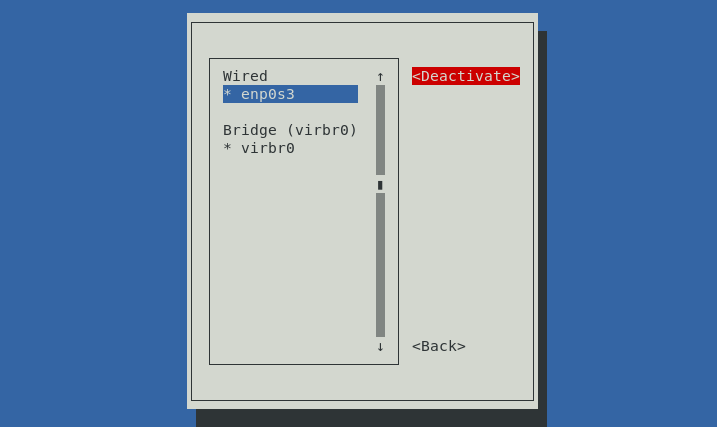 Wired
* enp0s3
Bridge (virbr0)
* virbr0
<Deactivate>
<Back>